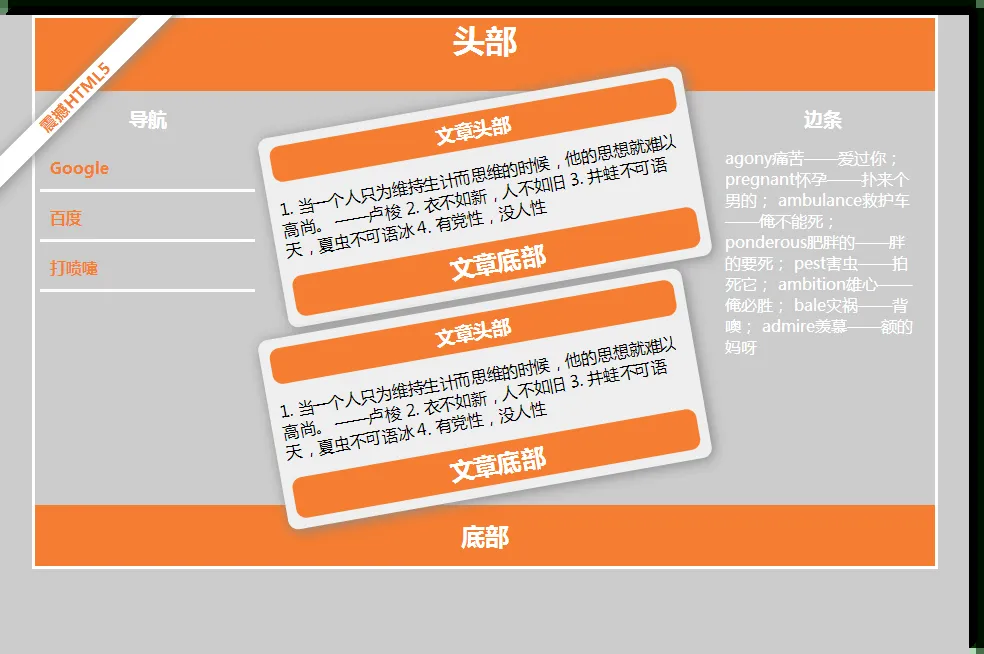 头部
震撼HTML5
导航
Google
百度
打喷嚏
文章头部
1. 当一个人只为维持生计而思维的时候，他的思想就难以
高尚。 ——卢梭 2. 衣不如新，人不如旧 3. 井蛙不可语
天，夏虫不可语冰 4. 有党性，没人性
文章底部
文章头部
1. 当一个人只为维持生计而思维的时候，他的思想就难以
高尚。 ——卢梭 2. 衣不如新，人不如旧 3. 井蛙不可语
天，夏虫不可语冰 4. 有党性，没人性
文章底部
边条
agony痛苦——爱过你；
pregnant怀孕——扑来个
男的； ambulance救护车
——俺不能死；
ponderous肥胖的——胖
的要死； pest害虫——拍
死它； ambition雄心——
俺必胜； bale灾祸——背
噢； admire羡慕——额的
妈呀
底部